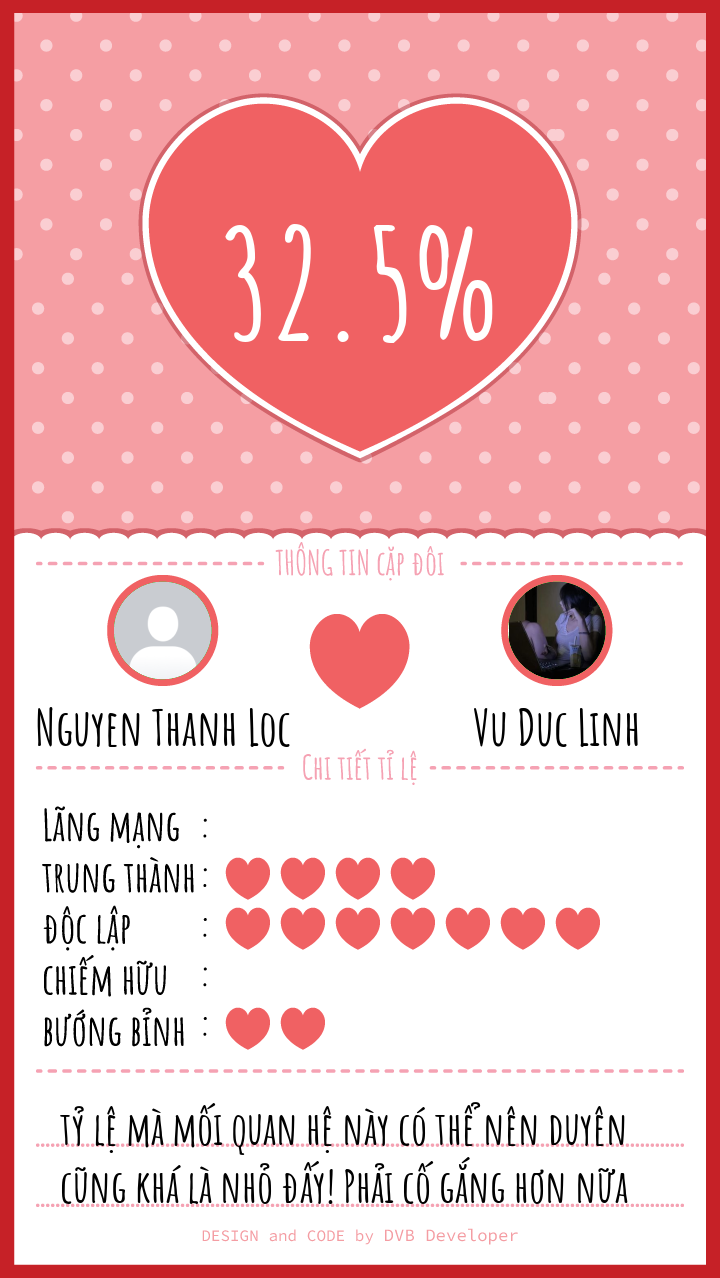 32.5%
THÔNG TIN CẶP ĐÔI
NGUYEN THANH LOC
VU DUC LINH
CHI TIẾT TỈ LỆ
LÃNG MẠNG :
TRUNG THÀNH :
ĐỘC LẬP :
CHIẾM HỮU :
BƯỚNG BỈNH :
TỶ LỆ MÀ MỐI QUAN HỆ NÀY CÓ THỂ NÊN DUYÊN
CŨNG KHÁ LÀ NHỎ ĐẤY! PHẢI CỐ GẮNG HƠN NỮA
DESIGN and CODE by DVB Developer